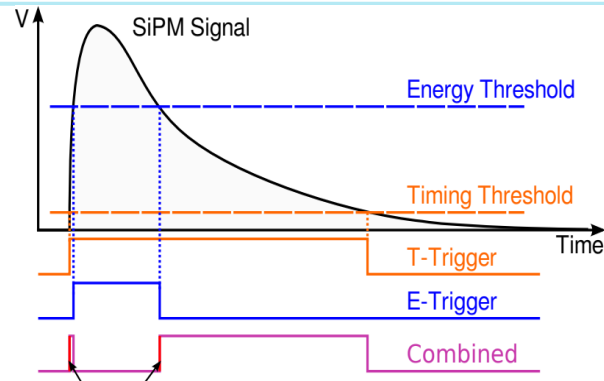 V
SiPM Signal
Energy Threshold
Timing Threshold
Time
T-Trigger
E-Trigger
Combined